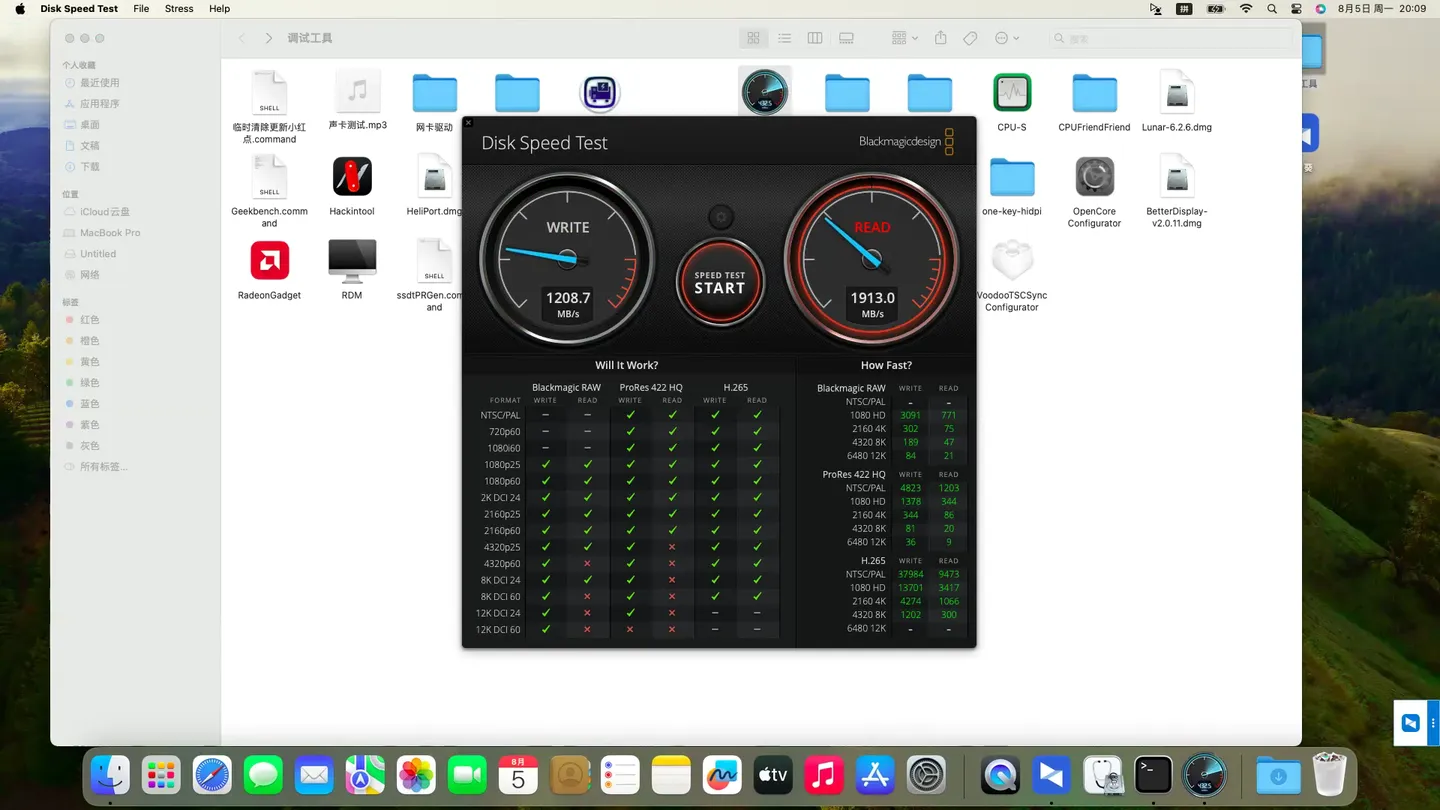 Disk Speed Test File Stress Help
拼 8月5日 周一 20:09
调试工具
搜索
个人收藏
最近使用
应用程序
桌面
文稿
下载
位置
iCloud云盘
MacBook Pro
Untitled
网络
标签
红色
橙色
黄色
绿色
蓝色
紫色
灰色
所有标签...
SHELL
临时清除更新小红点.command
声卡测试.mp3
网卡驱动
CPU-S
CPUFriendFriend
Lunar-6.2.6.dmg
SHELL
Geekbench.command
Hackintool
HeliPort.dmg
one-key-hidpi
OpenCore Configurator
BetterDisplay-v2.0.11.dmg
RadeonGadget
RDM
SHELL
ssdtPRGen.command
VoodooTSCSync Configurator
工具
Disk Speed Test
Blackmagicdesign
WRITE
1208.7
MB/s
SPEED TEST
START
READ
1913.0
MB/s
Will It Work?
Blackmagic RAW ProRes 422 HQ H.265
FORMAT WRITE READ WRITE READ WRITE READ
NTSC/PAL – – ✓ ✓ ✓ ✓
720p60 – – ✓ ✓ ✓ ✓
1080i60 – – ✓ ✓ ✓ ✓
1080p25 ✓ ✓ ✓ ✓ ✓ ✓
1080p60 ✓ ✓ ✓ ✓ ✓ ✓
2K DCI 24 ✓ ✓ ✓ ✓ ✓ ✓
2160p25 ✓ ✓ ✓ ✓ ✓ ✓
2160p60 ✓ ✓ ✓ ✓ ✓ ✓
4320p25 ✓ ✓ ✓ × ✓ ✓
4320p60 ✓ × ✓ × ✓ ✓
8K DCI 24 ✓ ✓ ✓ × ✓ ✓
8K DCI 60 ✓ × ✓ × ✓ ✓
12K DCI 24 ✓ × ✓ × – –
12K DCI 60 ✓ × × × – –
How Fast?
Blackmagic RAW WRITE READ
NTSC/PAL - -
1080 HD 3091 771
2160 4K 302 75
4320 8K 189 47
6480 12K 84 21
ProRes 422 HQ WRITE READ
NTSC/PAL 4823 1203
1080 HD 1378 344
2160 4K 344 86
4320 8K 81 20
6480 12K 36 9
H.265 WRITE READ
NTSC/PAL 37984 9473
1080 HD 13701 3417
2160 4K 4274 1066
4320 8K 1202 300
6480 12K - -
8月
5
tv